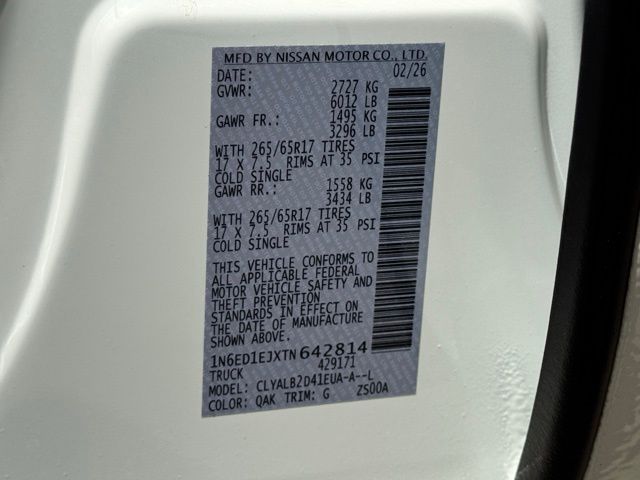 MFD BY NISSAN MOTOR CO., LTD.
DATE: 02/26
GVWR: 2727 KG
6012 LB
GAWR FR.: 1495 KG
3296 LB
WITH 265/65R17 TIRES
17 X 7.5 RIMS AT 35 PSI
COLD SINGLE
GAWR RR.: 1558 KG
3434 LB
WITH 265/65R17 TIRES
17 X 7.5 RIMS AT 35 PSI
COLD SINGLE
THIS VEHICLE CONFORMS TO
ALL APPLICABLE FEDERAL
MOTOR VEHICLE SAFETY AND
THEFT PREVENTION
STANDARDS IN EFFECT ON
THE DATE OF MANUFACTURE
SHOWN ABOVE.
1N6ED1EJXTN642814
TRUCK 429171
MODEL: CLYALB2D41EUA-A--L
COLOR: QAK TRIM: G ZS00A